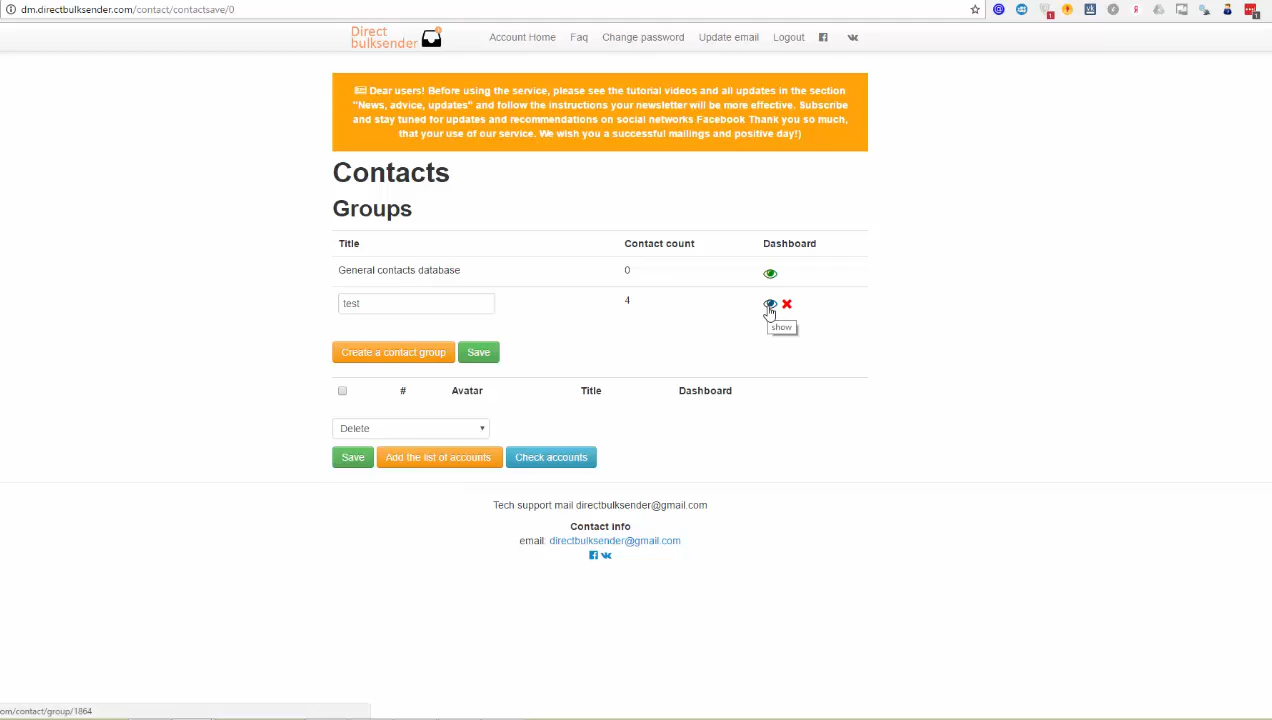 dm.directbulksender.com/contact/contactsave/0
Direct
bulksender
Account Home Faq Change password Update email Logout
Dear users! Before using the service, please see the tutorial videos and all updates in the section
"News, advice, updates" and follow the instructions your newsletter will be more effective. Subscribe
and stay tuned for updates and recommendations on social networks Facebook Thank you so much,
that your use of our service. We wish you a successful mailings and positive day!)
Contacts
Groups
Title Contact count Dashboard
General contacts database 0
test 4
show
Create a contact group Save
# Avatar Title Dashboard
Delete
Save Add the list of accounts Check accounts
Tech support mail directbulksender@gmail.com
Contact info
email: directbulksender@gmail.com
om/contact/group/1864